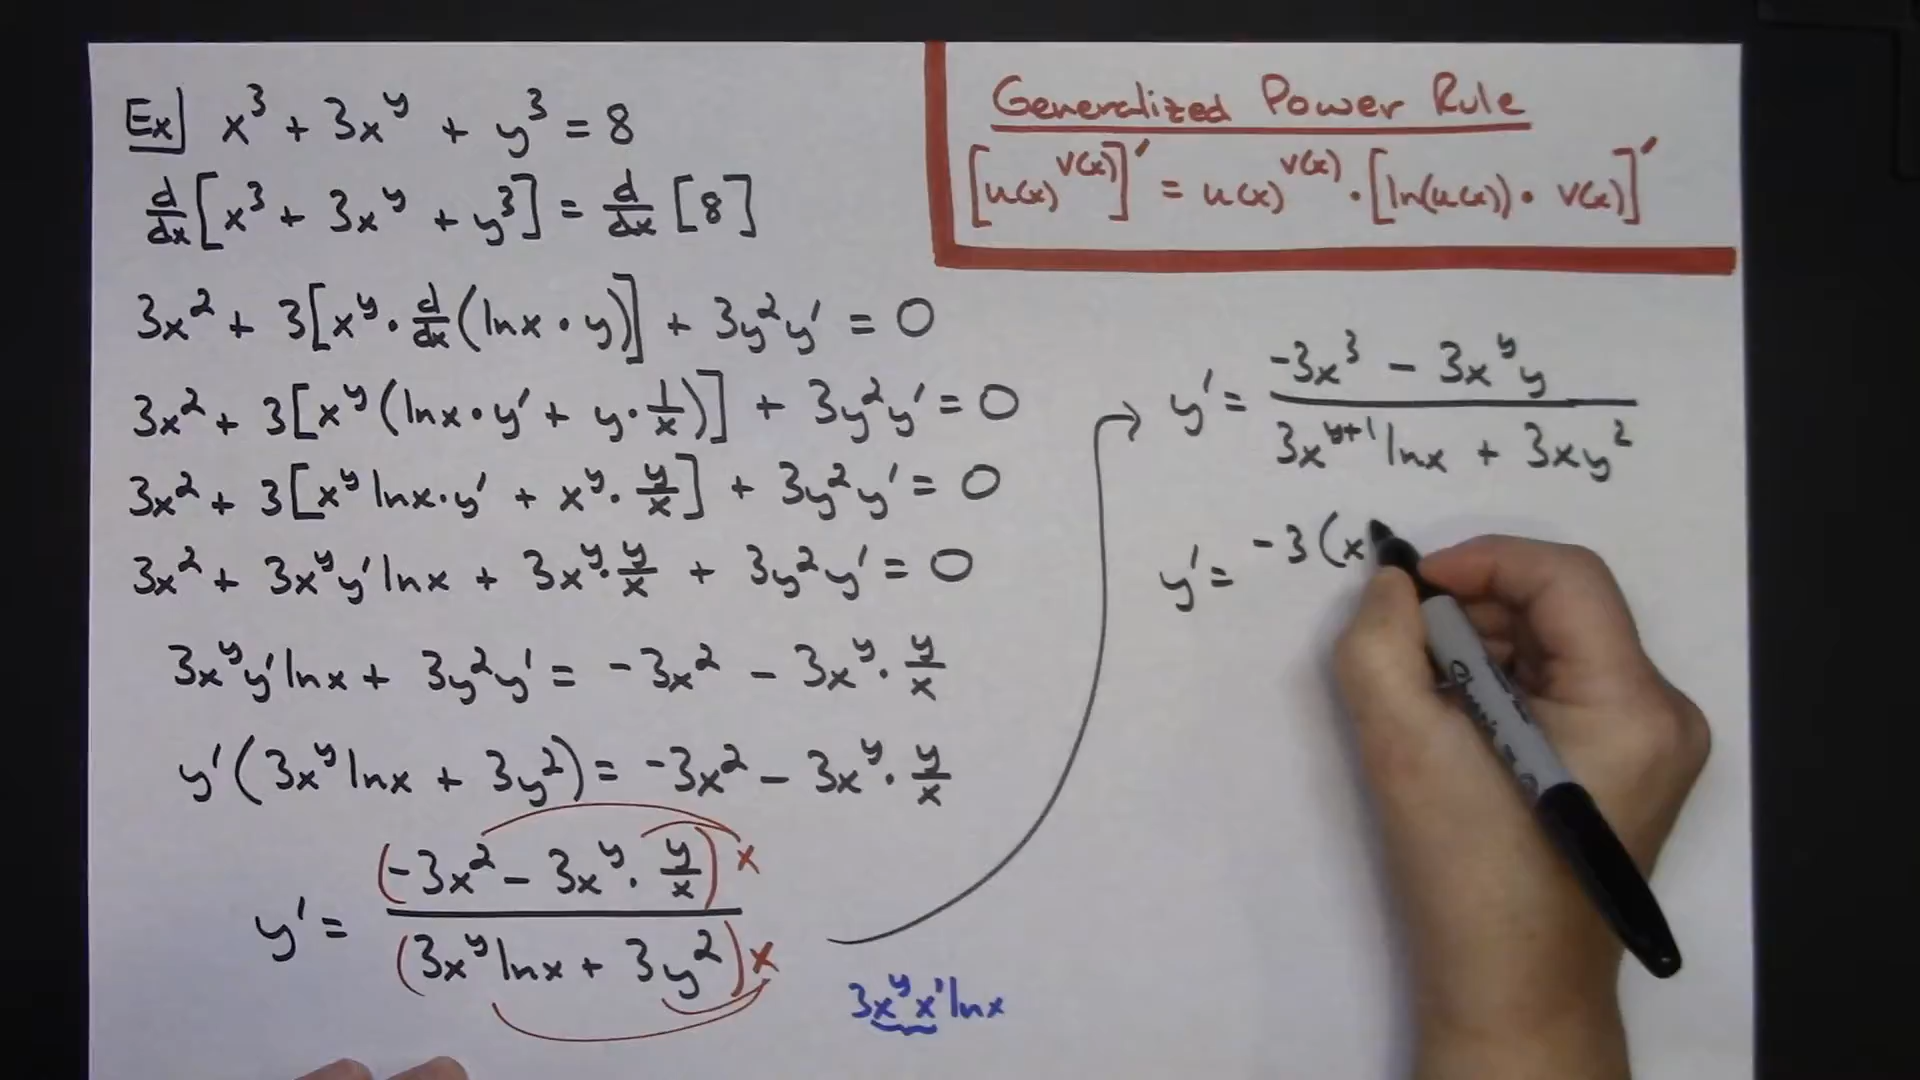 Ex] x³ + 3x^y + y³ = 8
d/dx[x³ + 3x^y + y³] = d/dx [8]
3x² + 3[x^y · d/dx(lnx · y)] + 3y²y' = 0
3x² + 3[x^y(lnx · y' + y · 1/x)] + 3y²y' = 0
3x² + 3[x^y lnx · y' + x^y · y/x] + 3y²y' = 0
3x² + 3x^y y' lnx + 3x^y · y/x + 3y²y' = 0
3x^y y' lnx + 3y²y' = -3x² - 3x^y · y/x
y'(3x^y lnx + 3y²) = -3x² - 3x^y · y/x
y' = (-3x² - 3x^y · y/x)x / (3x^y lnx + 3y²)x
3x^y x' lnx
Generalized Power Rule
[u(x)^v(x)]' = u(x)^v(x) · [ln(u(x)) · v(x)]'
y' = -3x³ - 3x^y y / 3x^(y+1) lnx + 3xy²
y' = -3(x